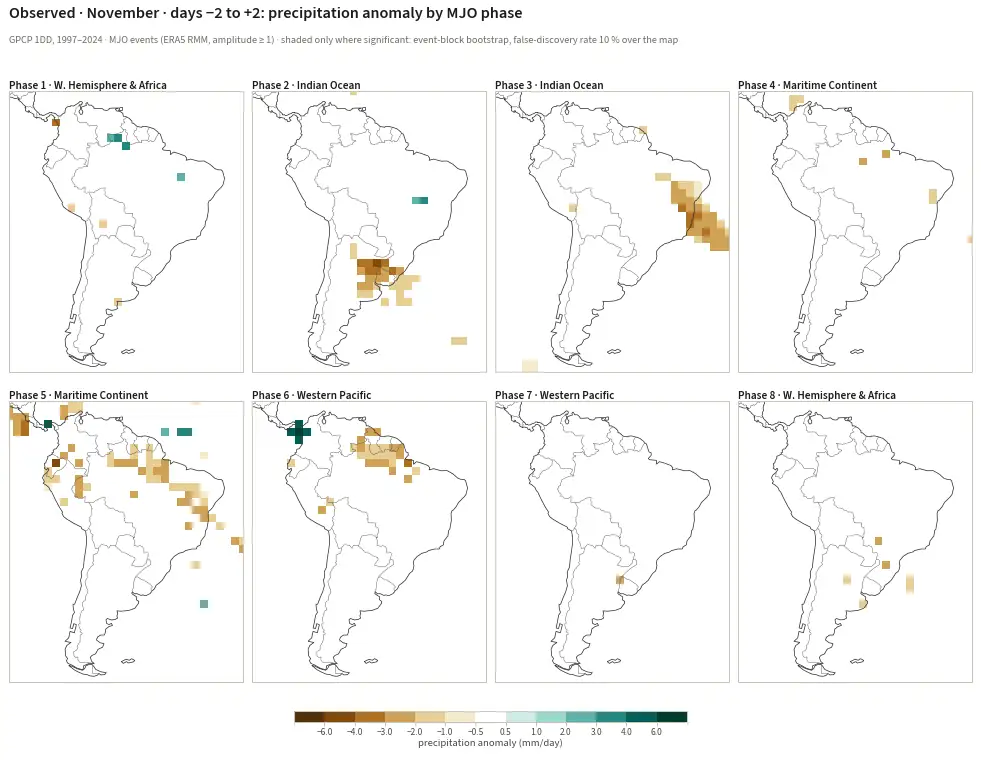 Observed · November · days −2 to +2: precipitation anomaly by MJO phase
GPCP 1DD, 1997–2024 · MJO events (ERA5 RMM, amplitude ≥ 1) · shaded only where significant: event-block bootstrap, false-discovery rate 10 % over the map
Phase 1 · W. Hemisphere & Africa
Phase 2 · Indian Ocean
Phase 3 · Indian Ocean
Phase 4 · Maritime Continent
Phase 5 · Maritime Continent
Phase 6 · Western Pacific
Phase 7 · Western Pacific
Phase 8 · W. Hemisphere & Africa
−6.0 −4.0 −3.0 −2.0 −1.0 −0.5 0.5 1.0 2.0 3.0 4.0 6.0
precipitation anomaly (mm/day)